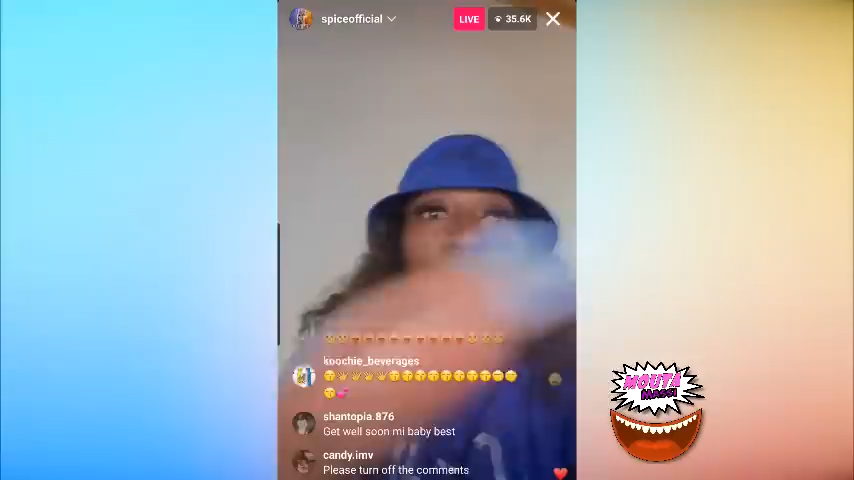 spiceofficial
LIVE
35.6K
koochie_beverages
shantopia.876
Get well soon mi baby best
candy.imv
Please turn off the comments
MOUTA
MASSI